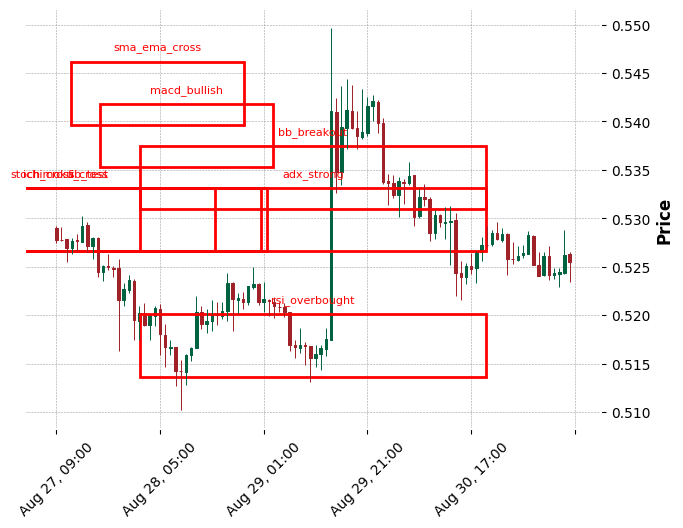 0.550
sma_ema_cross
0.545
macd_bullish
0.540
bb_breakout
0.535
adx_strong
0.530
Price
0.525
rsi_overbought
0.520
0.515
0.510
Aug 27, 09:00
Aug 28, 05:00
Aug 29, 01:00
Aug 29, 21:00
Aug 30, 17:00